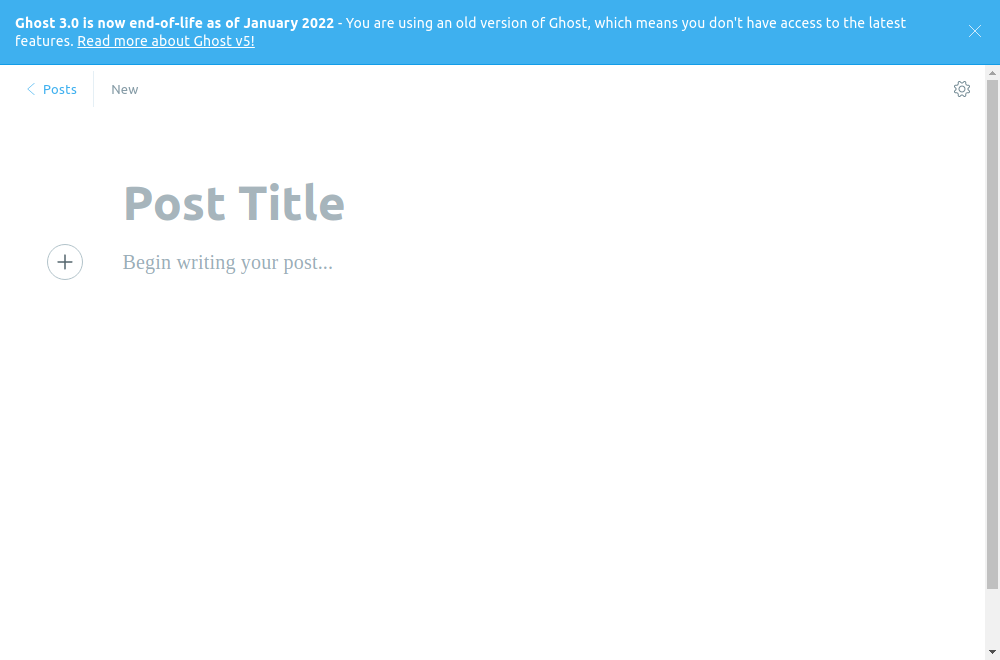 Ghost 3.0 is now end-of-life as of January 2022 - You are using an old version of Ghost, which means you don't have access to the latest
features. Read more about Ghost v5!
Posts
New
Post Title
Begin writing your post...